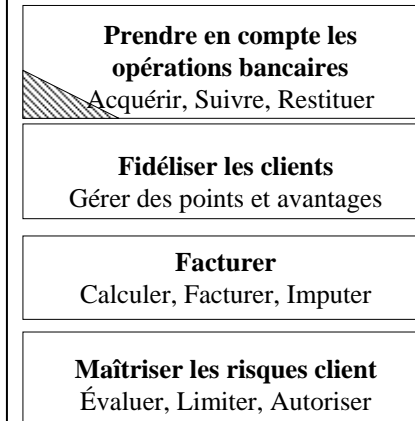 Prendre en compte les
opérations bancaires
Acquérir, Suivre, Restituer
Fidéliser les clients
Gérer des points et avantages
Facturer
Calculer, Facturer, Imputer
Maîtriser les risques client
Évaluer, Limiter, Autoriser